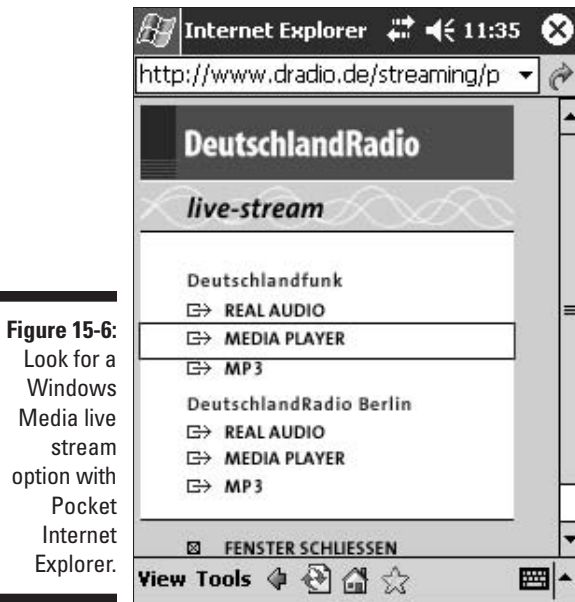 Internet Explorer 11:35
http://www.dradio.de/streaming/p
DeutschlandRadio
live-stream
Deutschlandfunk
REAL AUDIO
MEDIA PLAYER
MP3
DeutschlandRadio Berlin
REAL AUDIO
MEDIA PLAYER
MP3
FENSTER SCHLIESSEN
View Tools
Figure 15-6:
Look for a
Windows
Media live
stream
option with
Pocket
Internet
Explorer.